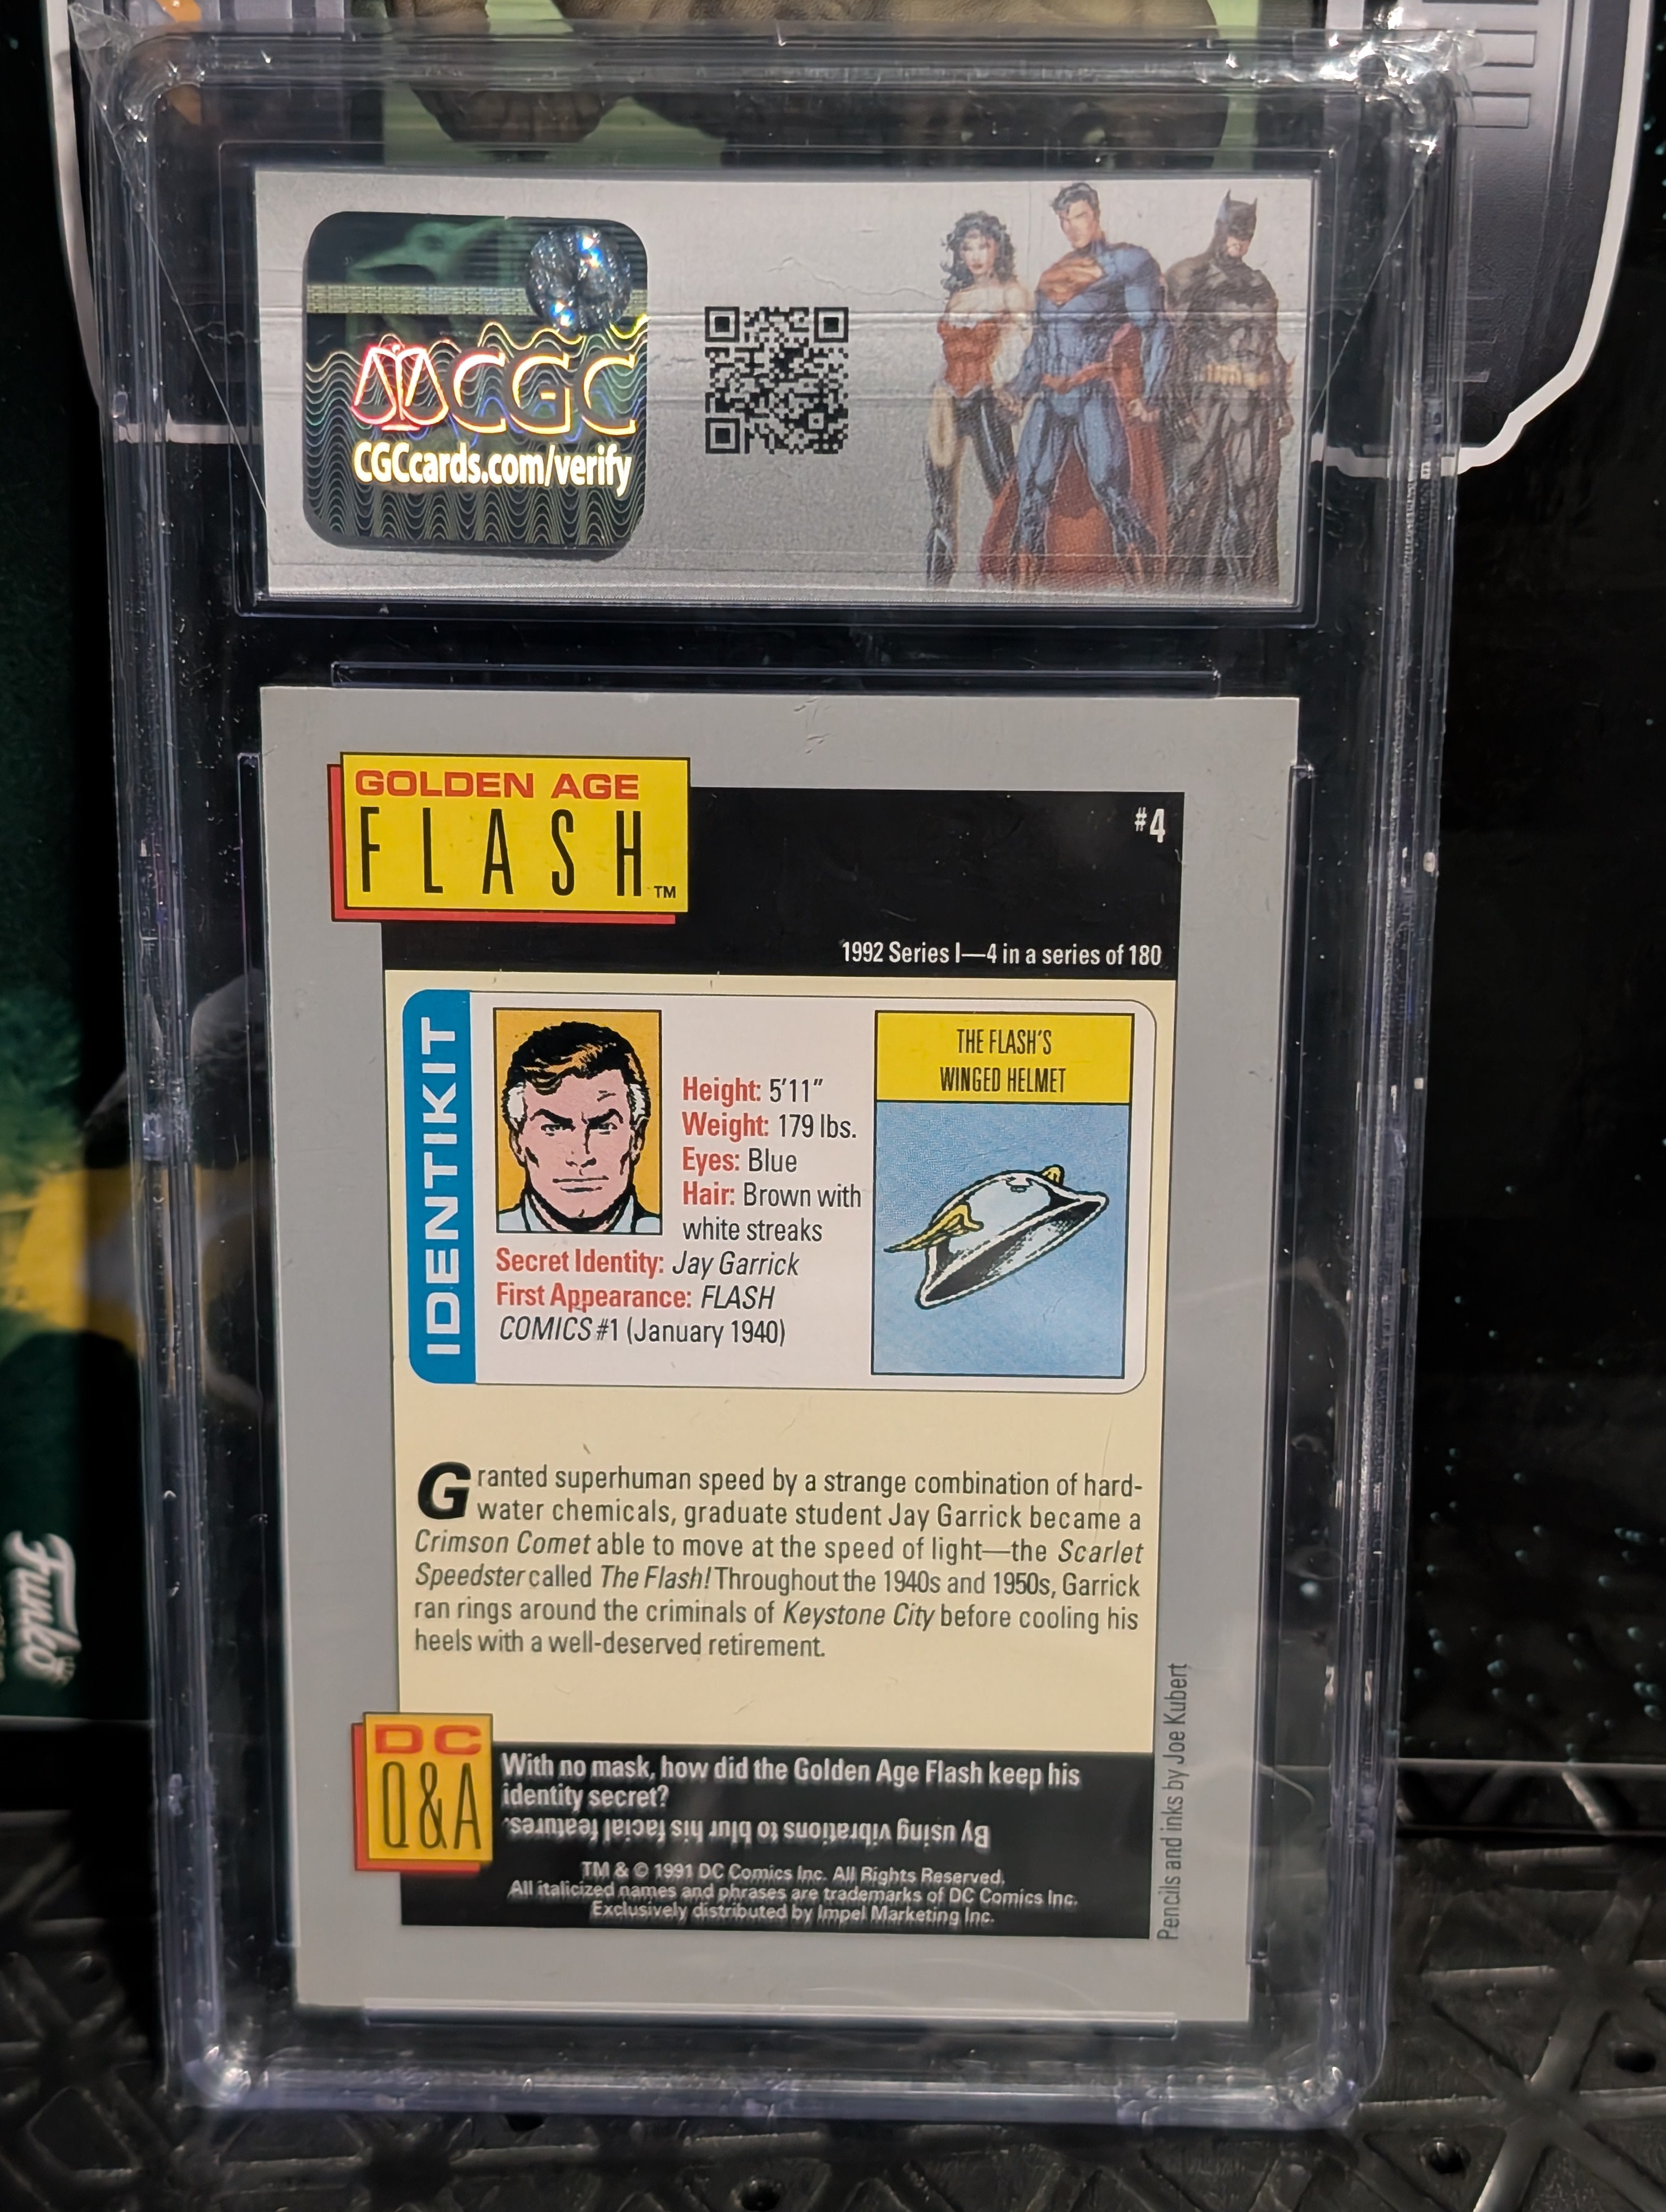 CGC
CGCcards.com/verify
GOLDEN AGE
FLASH™
#4
1992 Series I—4 in a series of 180
IDENTIKIT
Height: 5'11"
Weight: 179 lbs.
Eyes: Blue
Hair: Brown with
white streaks
Secret Identity: Jay Garrick
First Appearance: FLASH
COMICS #1 (January 1940)
THE FLASH'S
WINGED HELMET
Granted superhuman speed by a strange combination of hard-
water chemicals, graduate student Jay Garrick became a
Crimson Comet able to move at the speed of light—the Scarlet
Speedster called The Flash! Throughout the 1940s and 1950s, Garrick
ran rings around the criminals of Keystone City before cooling his
heels with a well-deserved retirement.
DC
Q&A
With no mask, how did the Golden Age Flash keep his
identity secret?
By using vibrations to blur his facial features.
TM & © 1991 DC Comics Inc. All Rights Reserved.
All italicized names and phrases are trademarks of DC Comics Inc.
Exclusively distributed by Impel Marketing Inc.
Pencils and inks by Joe Kubert
Funko